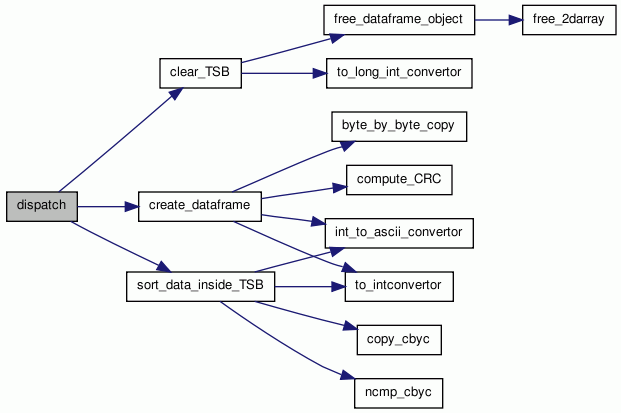 free_dataframe_object
free_2darray
clear_TSB
to_long_int_convertor
byte_by_byte_copy
compute_CRC
dispatch
create_dataframe
int_to_ascii_convertor
sort_data_inside_TSB
to_intconvertor
copy_cbyc
ncmp_cbyc